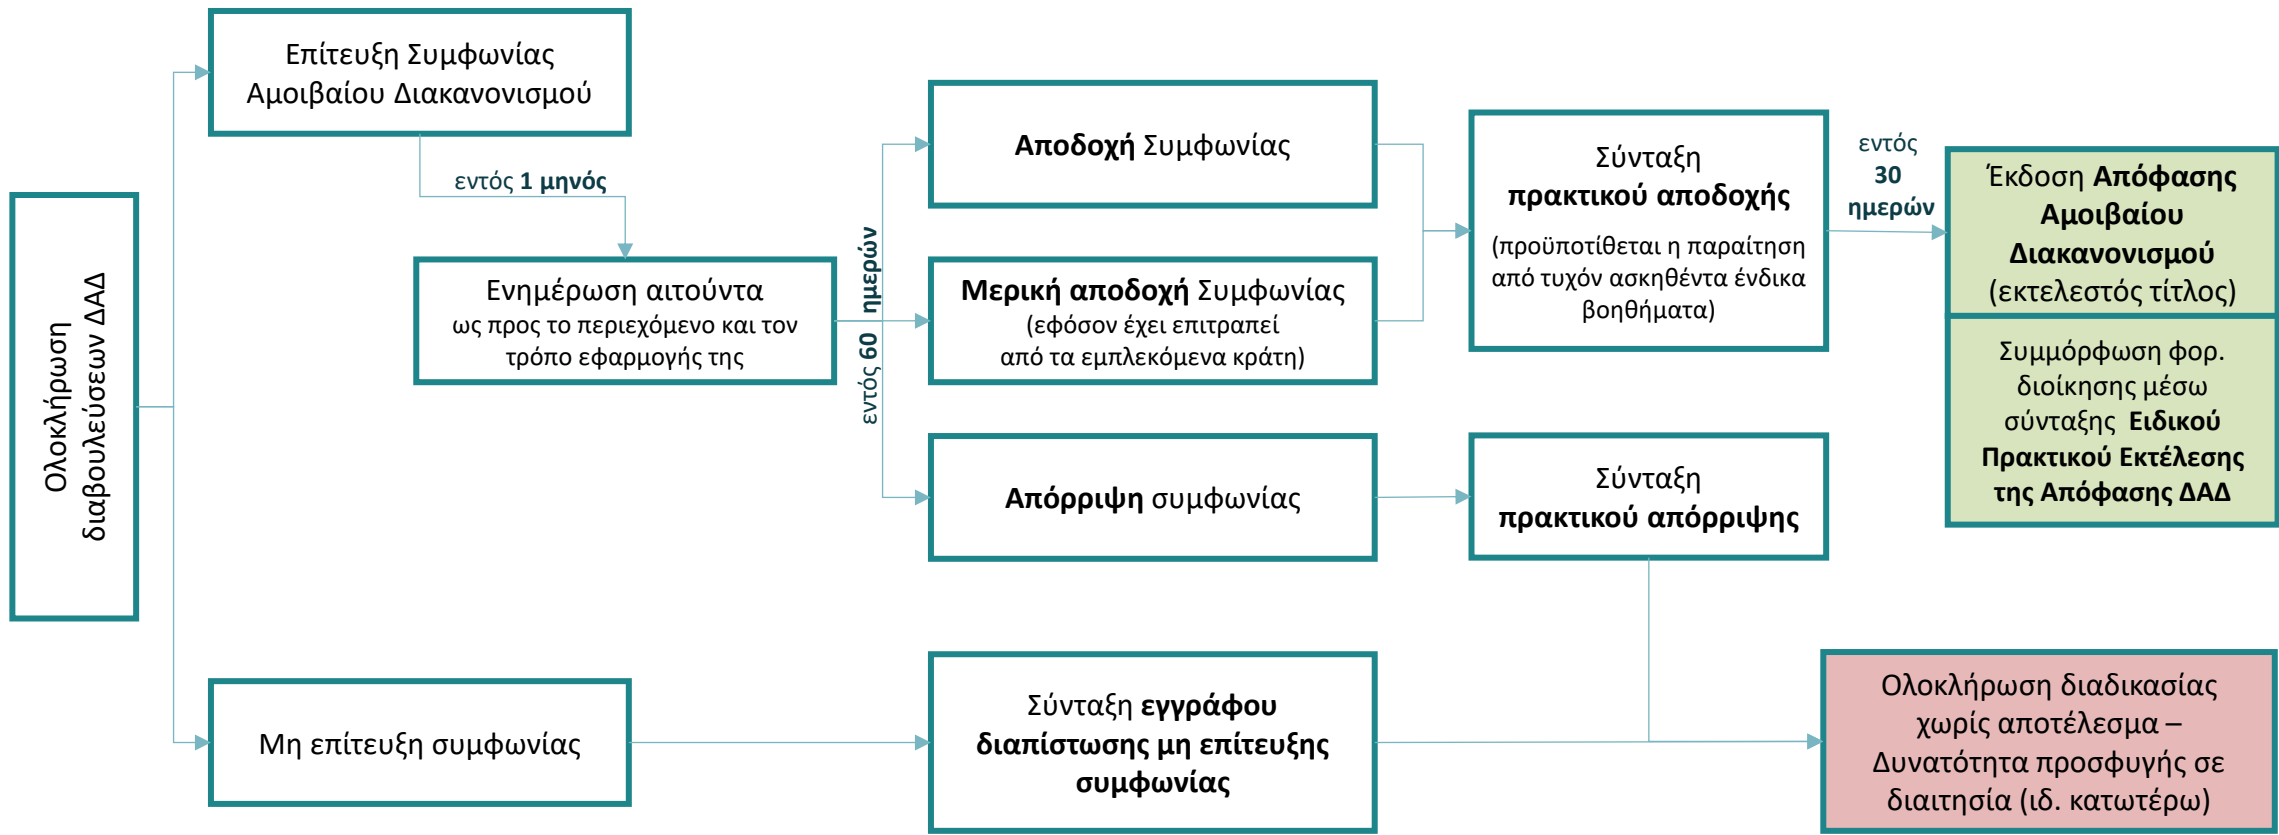 Ολοκλήρωση
διαβουλεύσεων ΔΑΔ
Επίτευξη Συμφωνίας
Αμοιβαίου Διακανονισμού
εντός 1 μηνός
Ενημέρωση αιτούντα
ως προς το περιεχόμενο και τον
τρόπο εφαρμογής της
εντός 60 ημερών
Αποδοχή Συμφωνίας
Μερική αποδοχή Συμφωνίας
(εφόσον έχει επιτραπεί
από τα εμπλεκόμενα κράτη)
Απόρριψη συμφωνίας
Σύνταξη
πρακτικού αποδοχής
(προϋποτίθεται η παραίτηση
από τυχόν ασκηθέντα ένδικα
βοηθήματα)
εντός
30
ημερών
Έκδοση Απόφασης
Αμοιβαίου
Διακανονισμού
(εκτελεστός τίτλος)
Συμμόρφωση φορ.
διοίκησης μέσω
σύνταξης Ειδικού
Πρακτικού Εκτέλεσης
της Απόφασης ΔΑΔ
Σύνταξη
πρακτικού απόρριψης
Μη επίτευξη συμφωνίας
Σύνταξη εγγράφου
διαπίστωσης μη επίτευξης
συμφωνίας
Ολοκλήρωση διαδικασίας
χωρίς αποτέλεσμα –
Δυνατότητα προσφυγής σε
διαιτησία (ιδ. κατωτέρω)